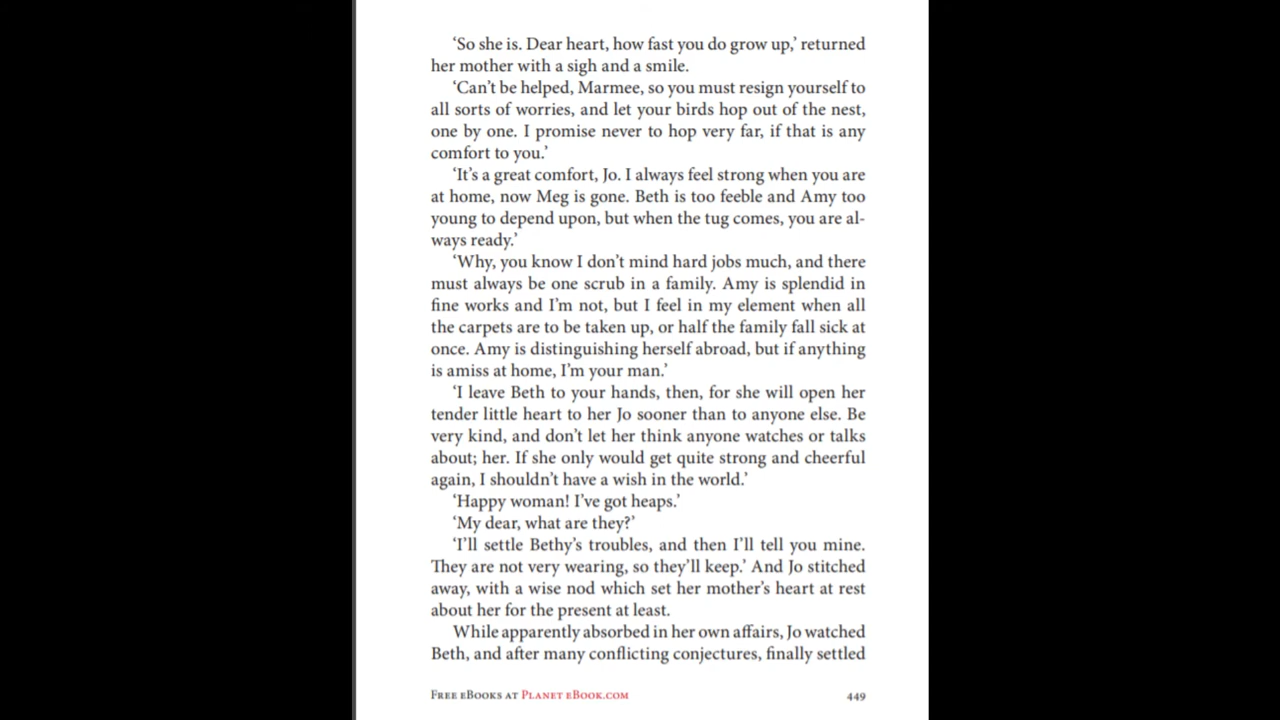 ‘So she is. Dear heart, how fast you do grow up,’ returned
her mother with a sigh and a smile.
‘Can’t be helped, Marmee, so you must resign yourself to
all sorts of worries, and let your birds hop out of the nest,
one by one. I promise never to hop very far, if that is any
comfort to you.’
‘It’s a great comfort, Jo. I always feel strong when you are
at home, now Meg is gone. Beth is too feeble and Amy too
young to depend upon, but when the tug comes, you are al-
ways ready.’
‘Why, you know I don’t mind hard jobs much, and there
must always be one scrub in a family. Amy is splendid in
fine works and I’m not, but I feel in my element when all
the carpets are to be taken up, or half the family fall sick at
once. Amy is distinguishing herself abroad, but if anything
is amiss at home, I’m your man.’
‘I leave Beth to your hands, then, for she will open her
tender little heart to her Jo sooner than to anyone else. Be
very kind, and don’t let her think anyone watches or talks
about; her. If she only would get quite strong and cheerful
again, I shouldn’t have a wish in the world.’
‘Happy woman! I’ve got heaps.’
‘My dear, what are they?’
‘I’ll settle Bethy’s troubles, and then I’ll tell you mine.
They are not very wearing, so they’ll keep.’ And Jo stitched
away, with a wise nod which set her mother’s heart at rest
about her for the present at least.
While apparently absorbed in her own affairs, Jo watched
Beth, and after many conflicting conjectures, finally settled
Free eBooks at Planet eBook.com 449